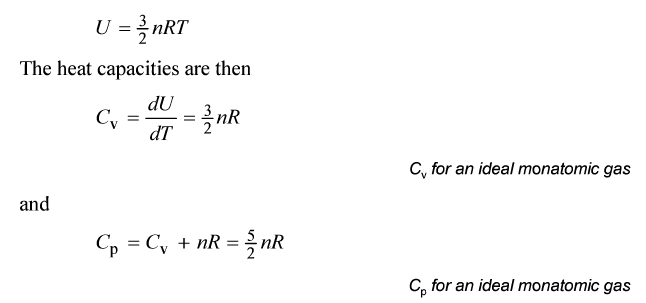 U = 3/2 nRT
The heat capacities are then
C_v = dU/dT = 3/2 nR
C_v for an ideal monatomic gas
and
C_p = C_v + nR = 5/2 nR
C_p for an ideal monatomic gas